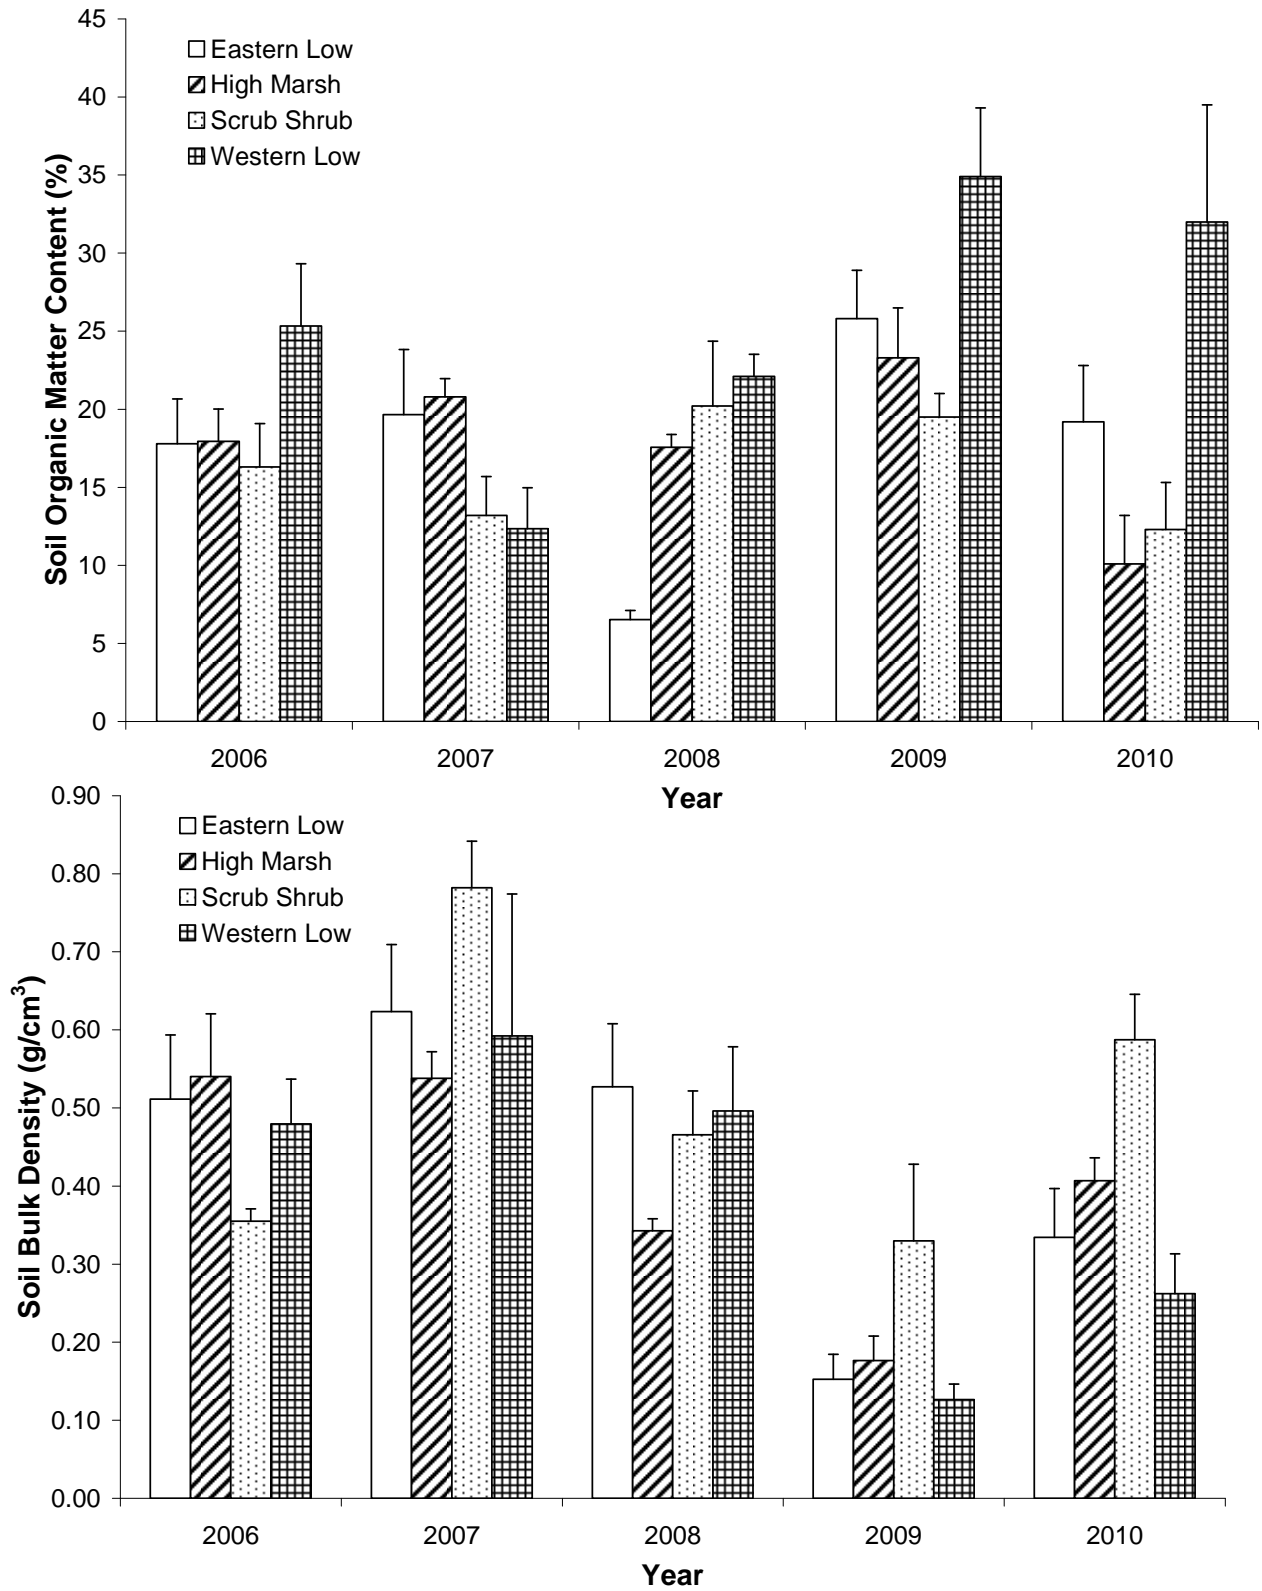 45
40
35
30
25
20
15
10
5
0
Soil Organic Matter Content (%)
Eastern Low
High Marsh
Scrub Shrub
Western Low
2006 2007 2008 2009 2010
Year
0.90
0.80
0.70
0.60
0.50
0.40
0.30
0.20
0.10
0.00
Soil Bulk Density (g/cm³)
Eastern Low
High Marsh
Scrub Shrub
Western Low
2006 2007 2008 2009 2010
Year